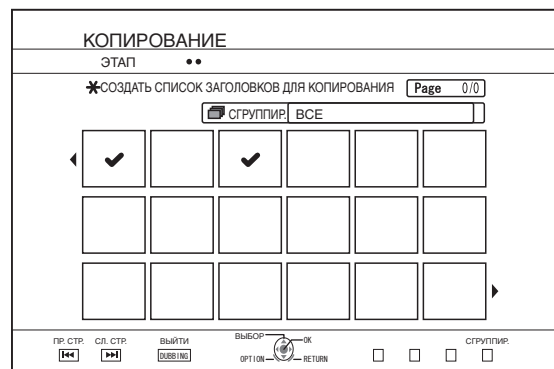 КОПИРОВАНИЕ
ЭТАП
СОЗДАТЬ СПИСОК ЗАГОЛОВКОВ ДЛЯ КОПИРОВАНИЯ Page 0/0
СГРУППИР. ВСЕ
ПР. СТР. СЛ. СТР. ВЫЙТИ ВЫБОР OK СГРУППИР.
DUBBING OPTION RETURN